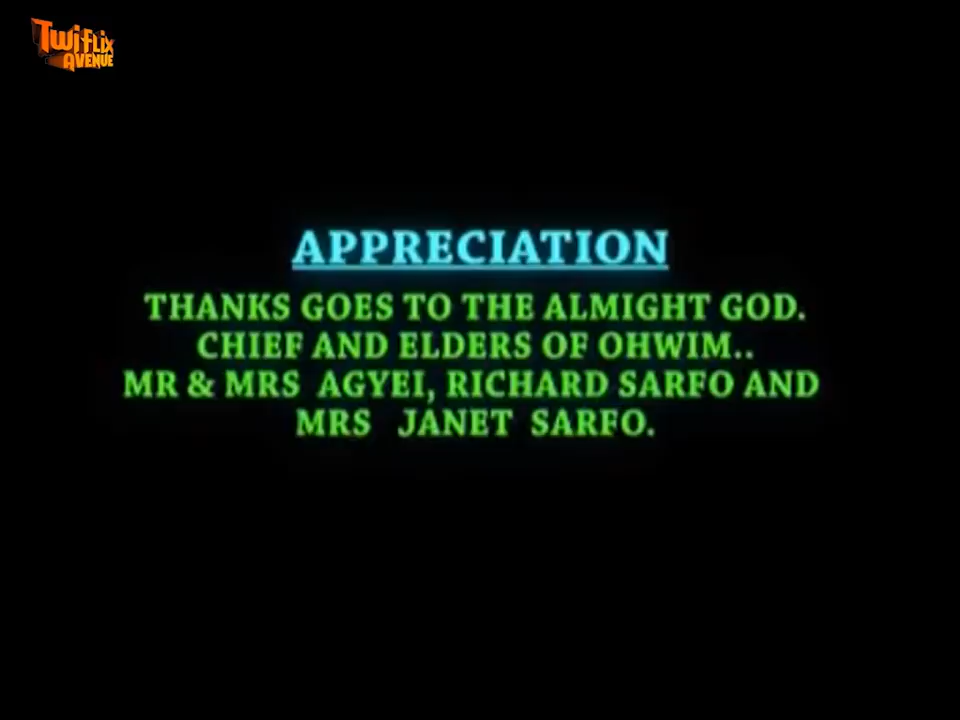 TWIFLIX
AVENUE
APPRECIATION
THANKS GOES TO THE ALMIGHT GOD.
CHIEF AND ELDERS OF OHWIM..
MR & MRS AGYEI, RICHARD SARFO AND
MRS JANET SARFO.